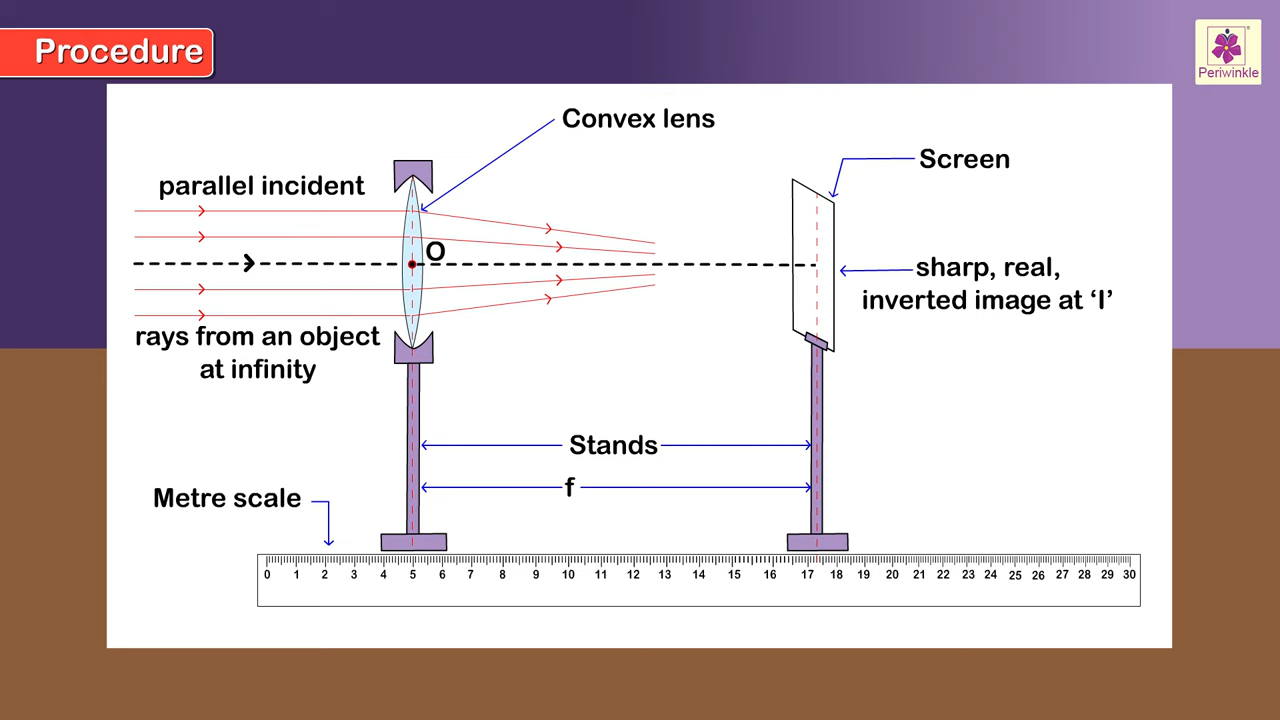 Procedure
Periwinkle
Convex lens
Screen
parallel incident
O
sharp, real,
inverted image at ‘I’
rays from an object
at infinity
Stands
f
Metre scale
0 1 2 3 4 5 6 7 8 9 10 11 12 13 14 15 16 17 18 19 20 21 22 23 24 25 26 27 28 29 30